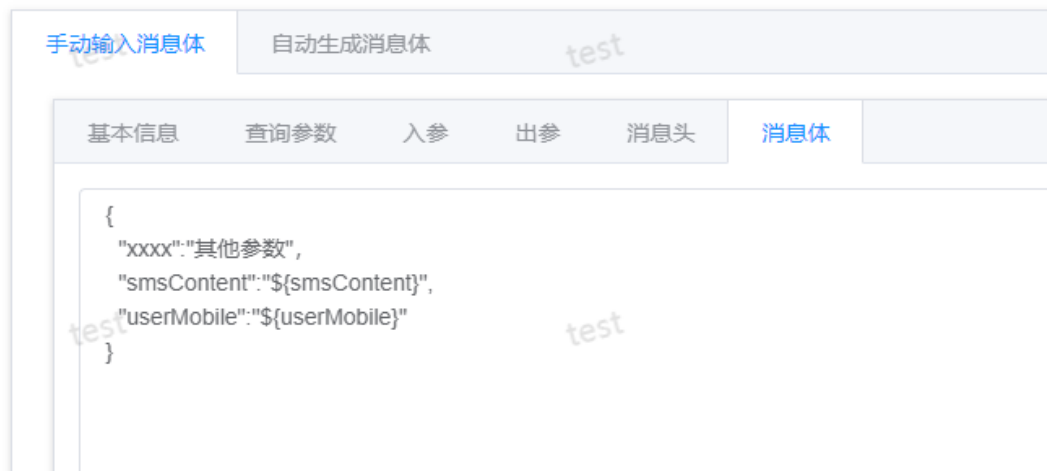 手动输入消息体 自动生成消息体
test test
基本信息 查询参数 入参 出参 消息头 消息体
{
"xxxx":"其他参数",
"smsContent":"${smsContent}",
"userMobile":"${userMobile}"
test test
}